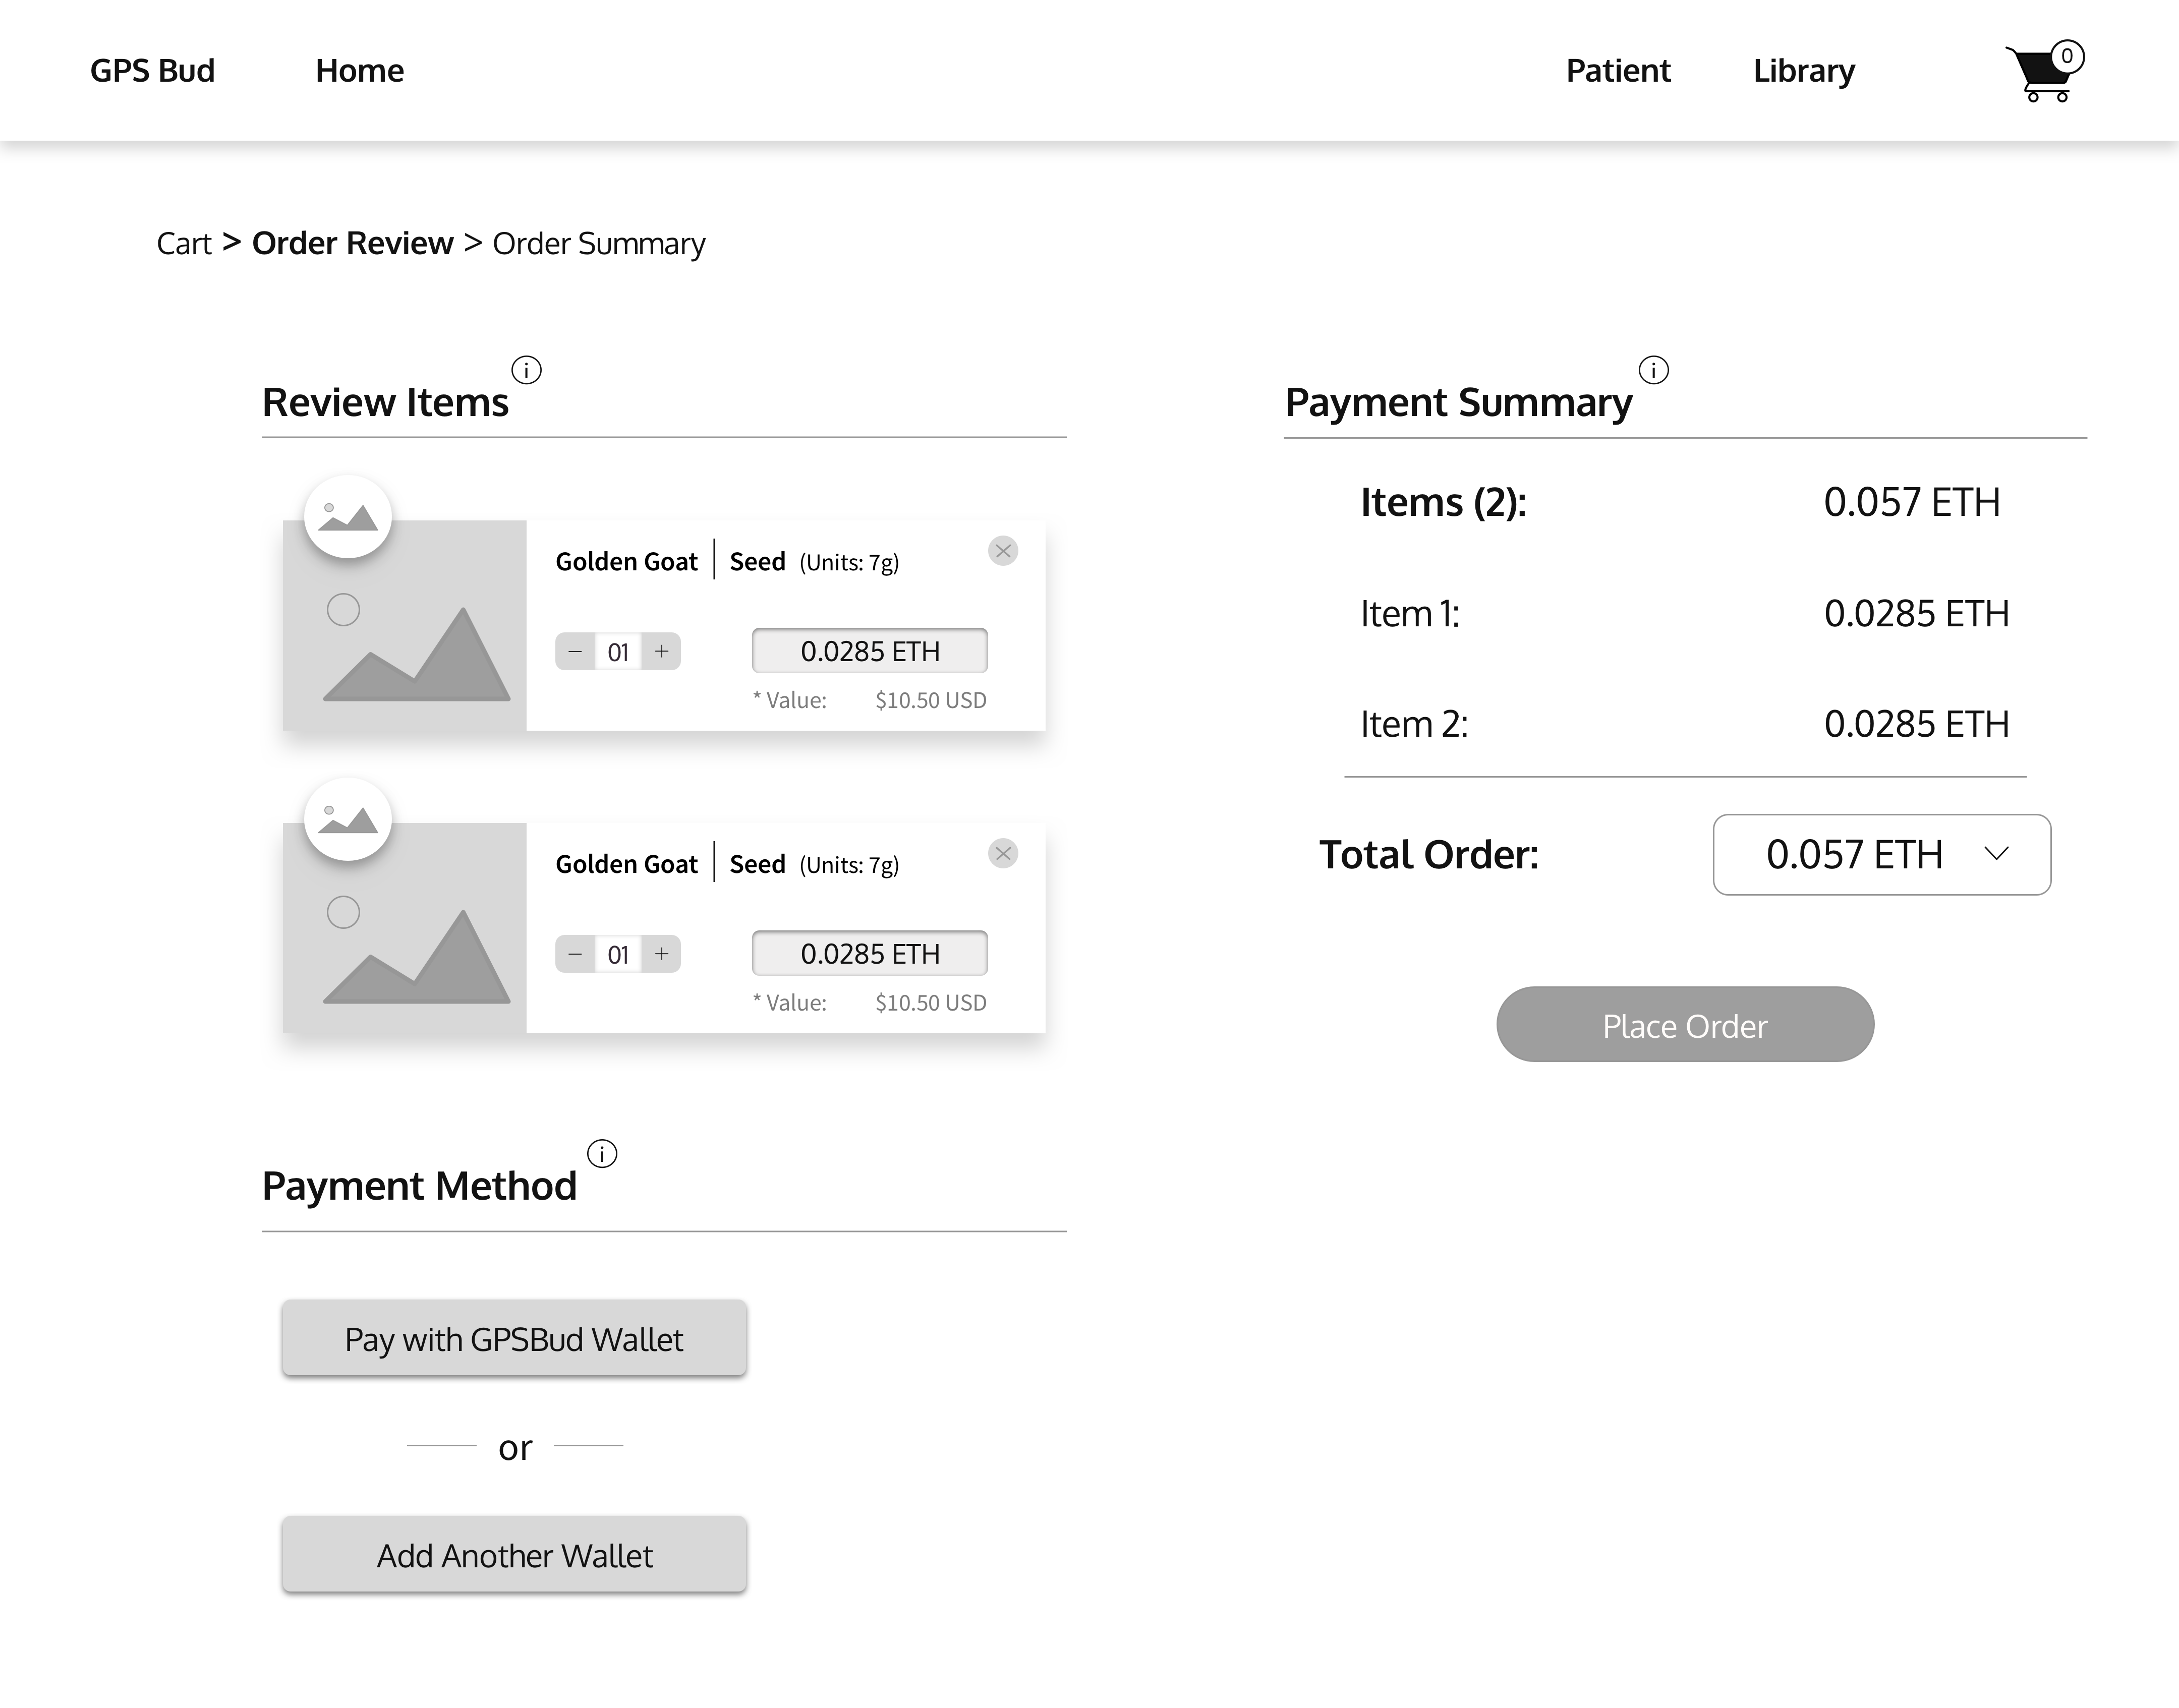 GPS Bud Home Patient Library 0
Cart > Order Review > Order Summary
Review Items i
Golden Goat | Seed (Units: 7g)
− 01 + 0.0285 ETH
* Value: $10.50 USD
Golden Goat | Seed (Units: 7g)
− 01 + 0.0285 ETH
* Value: $10.50 USD
Payment Method i
Pay with GPSBud Wallet
or
Add Another Wallet
Payment Summary i
Items (2): 0.057 ETH
Item 1: 0.0285 ETH
Item 2: 0.0285 ETH
Total Order: 0.057 ETH
Place Order